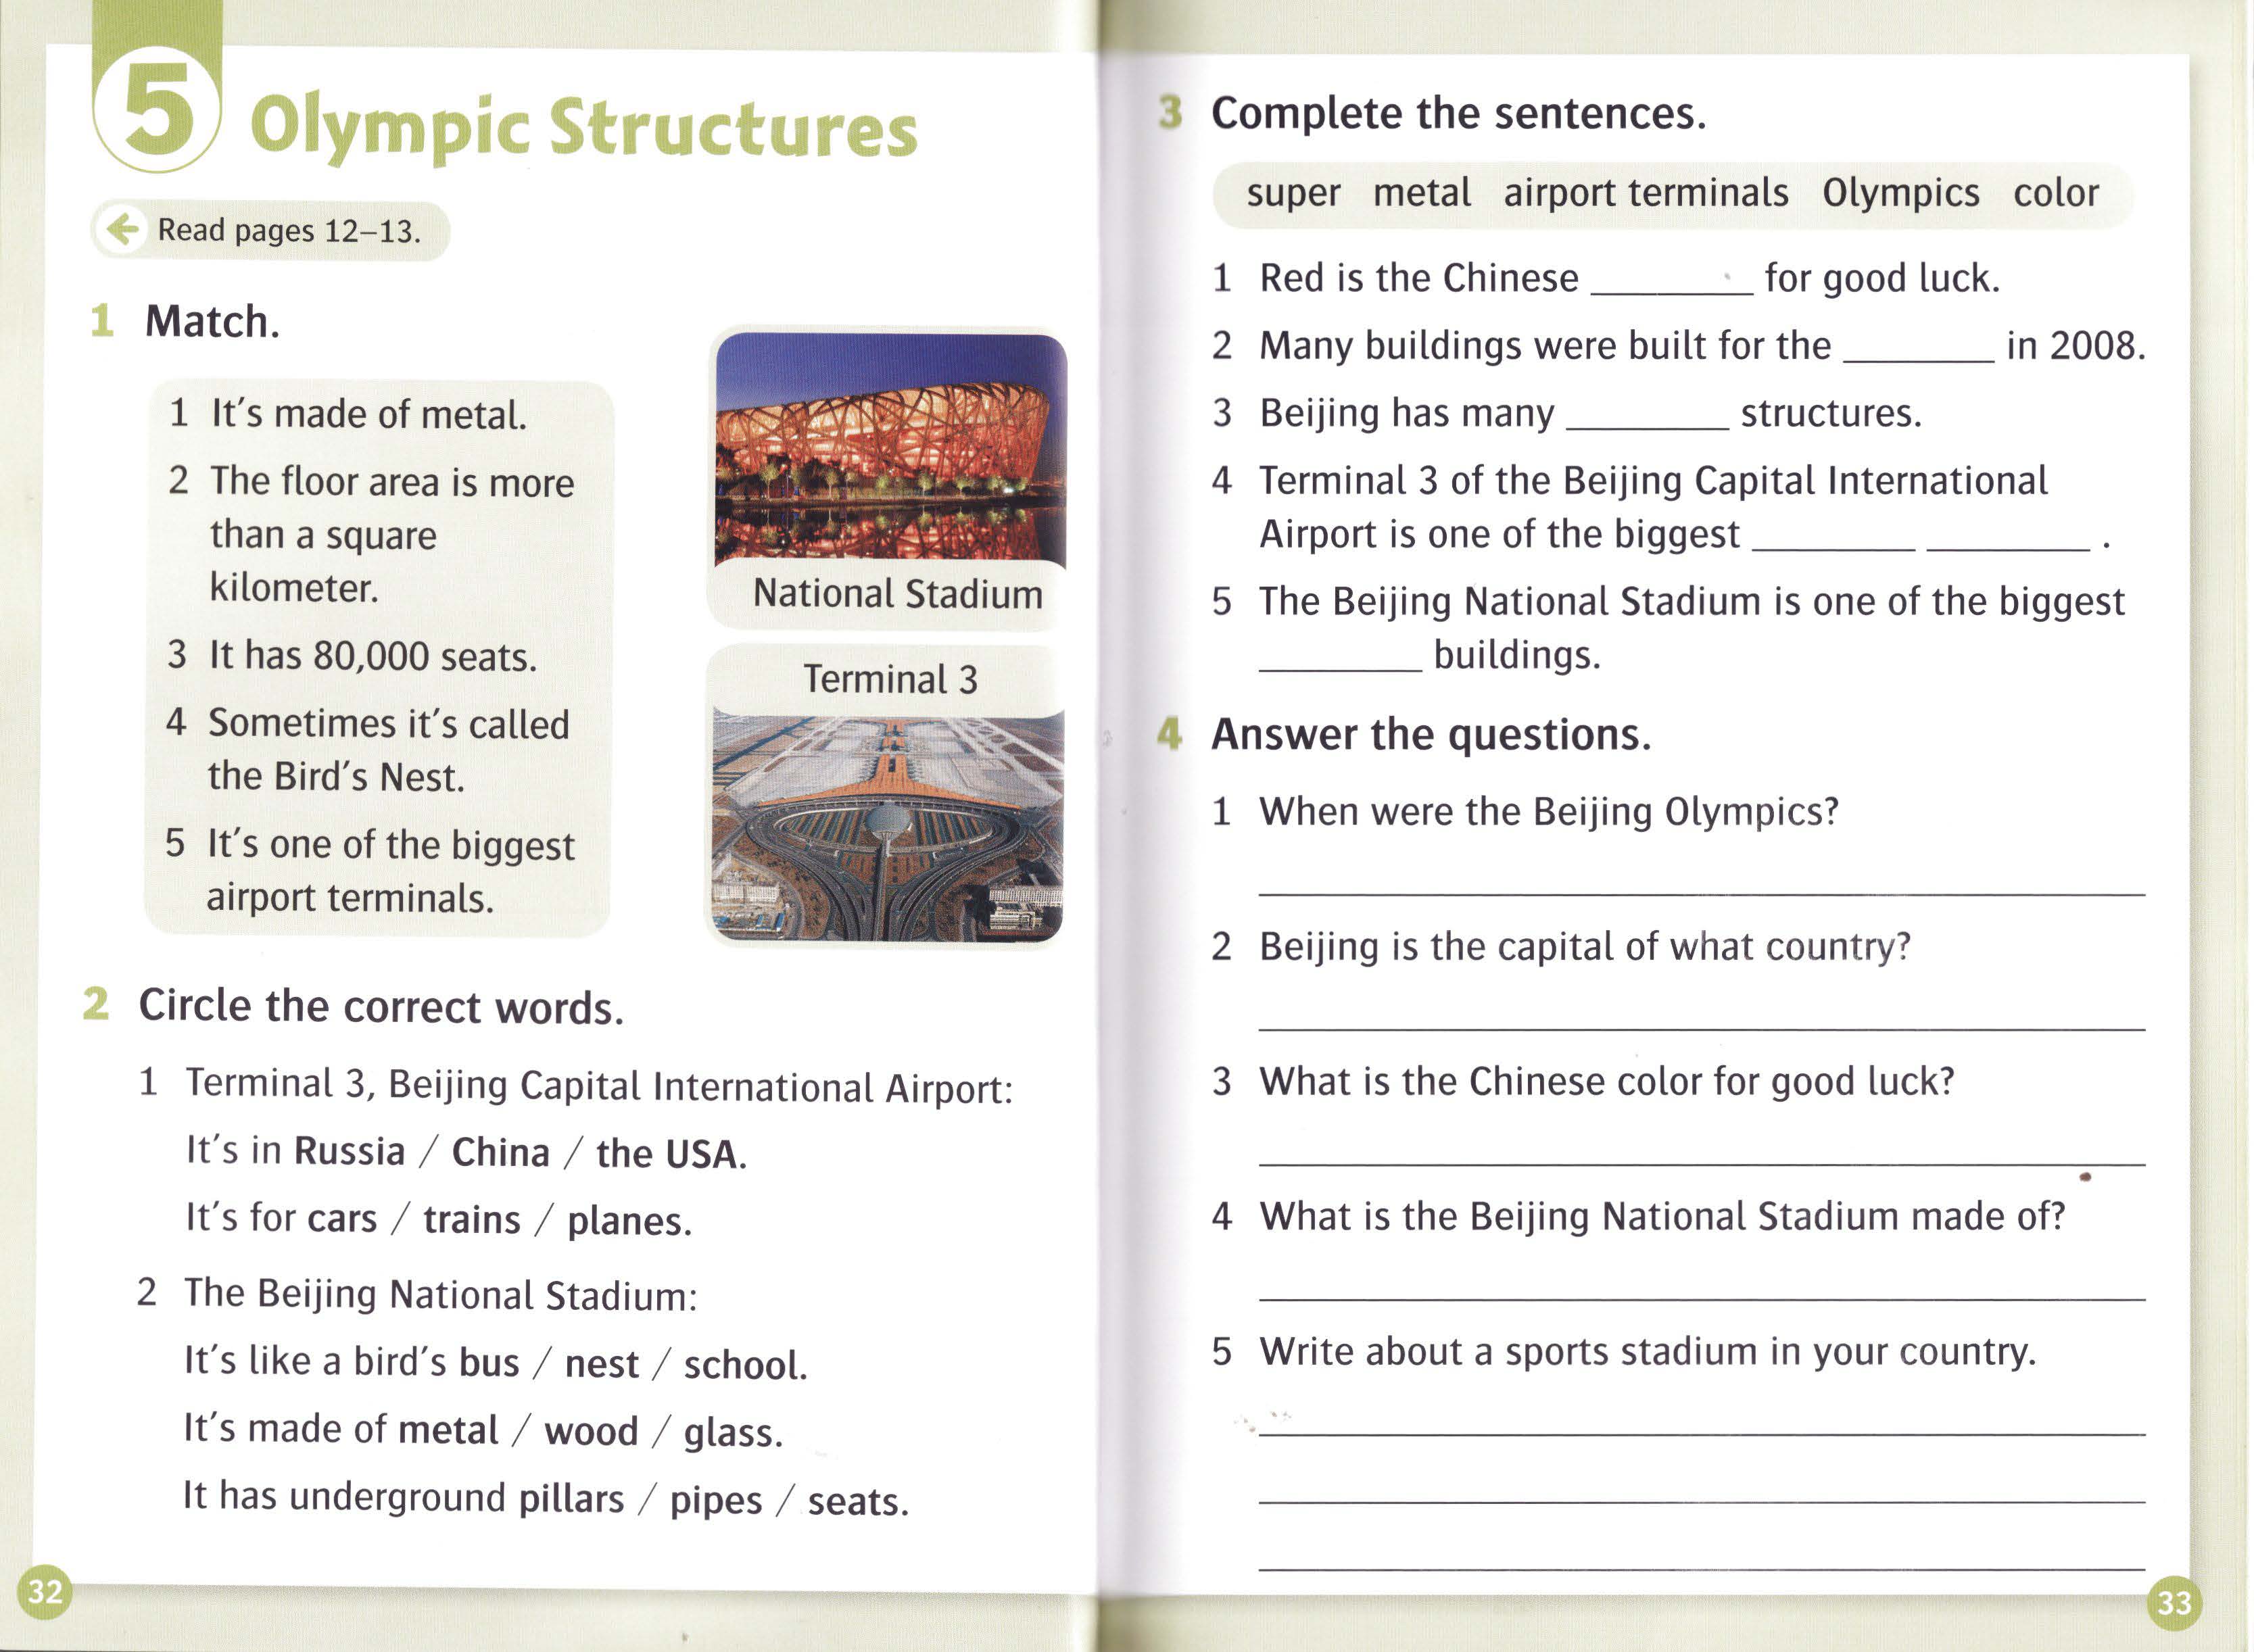 5
Olympic Structures
Read pages 12–13.
1 Match.
1 It's made of metal.
2 The floor area is more
than a square
kilometer.
3 It has 80,000 seats.
4 Sometimes it's called
the Bird's Nest.
5 It's one of the biggest
airport terminals.
National Stadium
Terminal 3
2 Circle the correct words.
1 Terminal 3, Beijing Capital International Airport:
It's in Russia / China / the USA.
It's for cars / trains / planes.
2 The Beijing National Stadium:
It's like a bird's bus / nest / school.
It's made of metal / wood / glass.
It has underground pillars / pipes / seats.
32
3 Complete the sentences.
super metal airport terminals Olympics color
1 Red is the Chinese ________ for good luck.
2 Many buildings were built for the ________ in 2008.
3 Beijing has many ________ structures.
4 Terminal 3 of the Beijing Capital International
Airport is one of the biggest ________ ________ .
5 The Beijing National Stadium is one of the biggest
________ buildings.
4 Answer the questions.
1 When were the Beijing Olympics?
2 Beijing is the capital of what country?
3 What is the Chinese color for good luck?
4 What is the Beijing National Stadium made of?
5 Write about a sports stadium in your country.
33